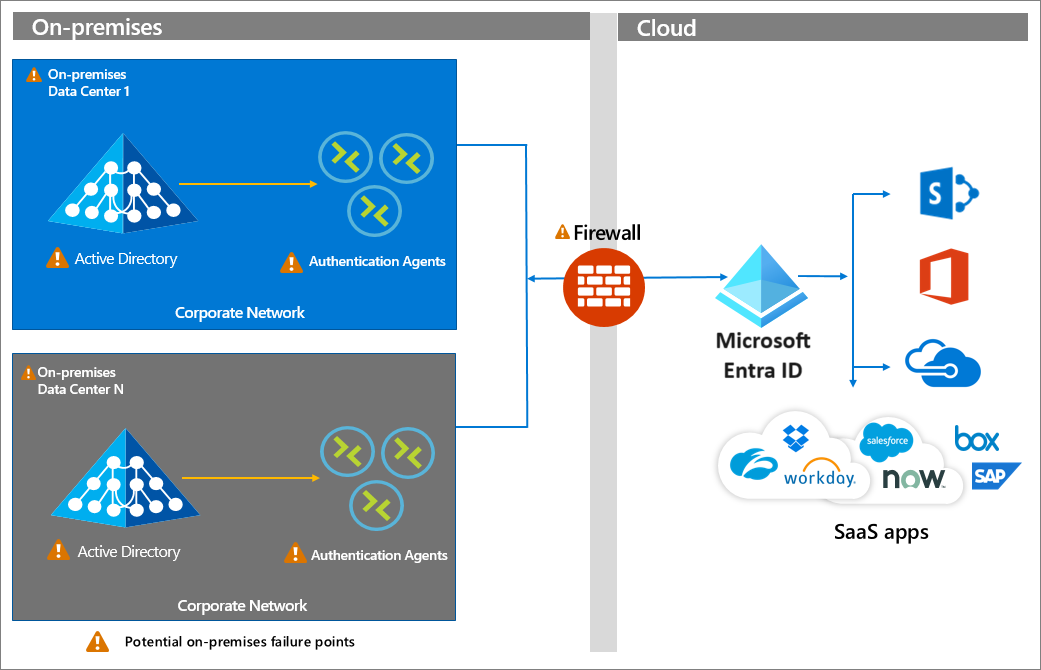 On-premises
Cloud
On-premises
Data Center 1
Active Directory
Authentication Agents
Corporate Network
Firewall
S
Microsoft
Entra ID
On-premises
Data Center N
Active Directory
Authentication Agents
Corporate Network
salesforce
box
workday.
now
SAP
SaaS apps
Potential on-premises failure points